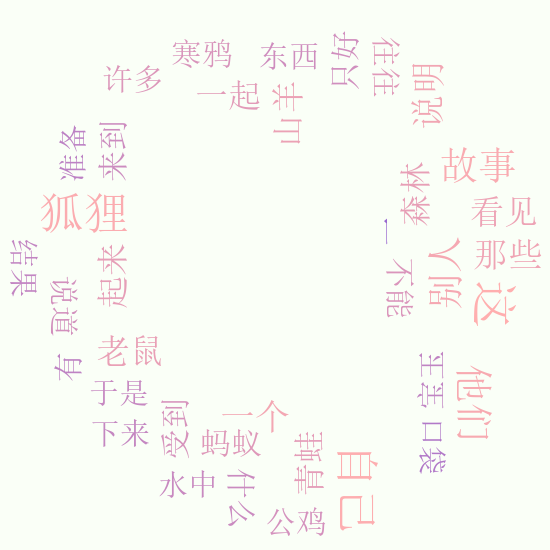 寒鸦
东西
只好
往往
说明
许多
一起
山羊
准备
来到
故事
森林
看见
狐狸
一
别人
那些
结果
说道
起来
不能
这
有
老鼠
宝宝
他们
于是
下来
受到
一个
口袋
蚂蚁
青蛙
自己
水中
什么
公鸡